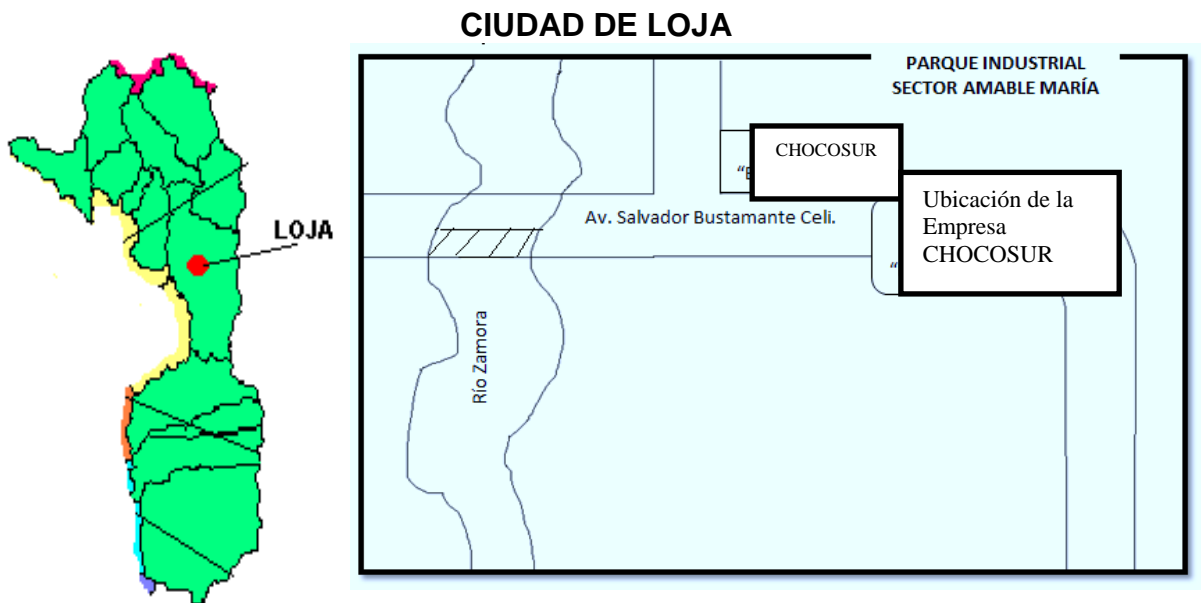 CIUDAD DE LOJA
LOJA
PARQUE INDUSTRIAL
SECTOR AMABLE MARÍA
CHOCOSUR
Ubicación de la
Empresa
CHOCOSUR
Av. Salvador Bustamante Celi.
Río Zamora